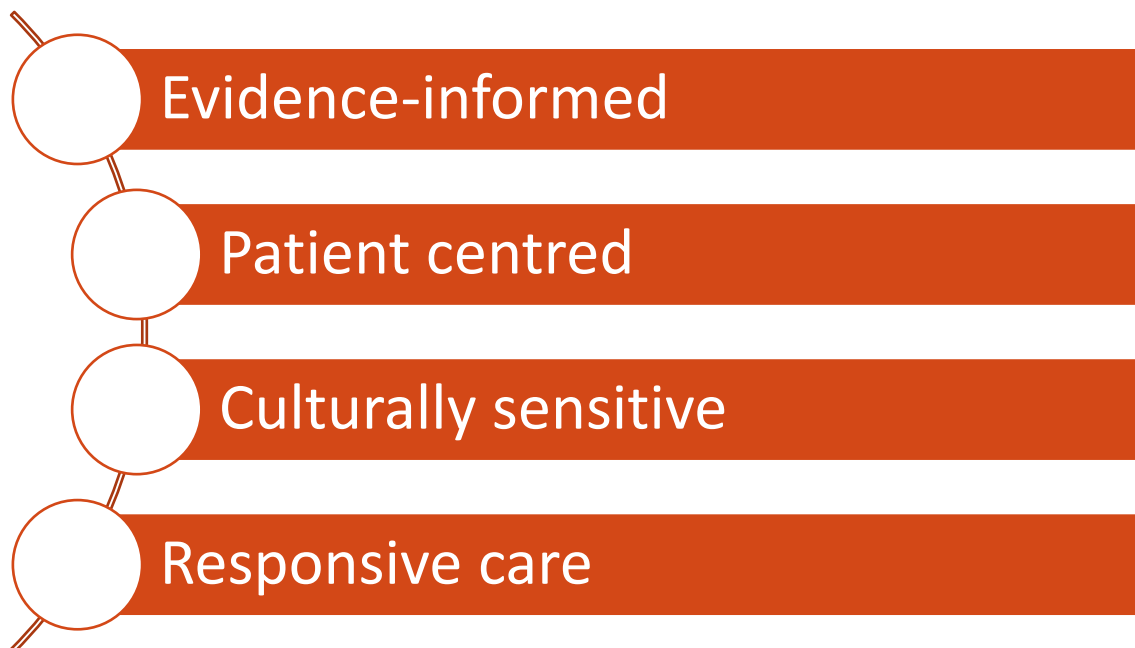 Evidence-informed
Patient centred
Culturally sensitive
Responsive care